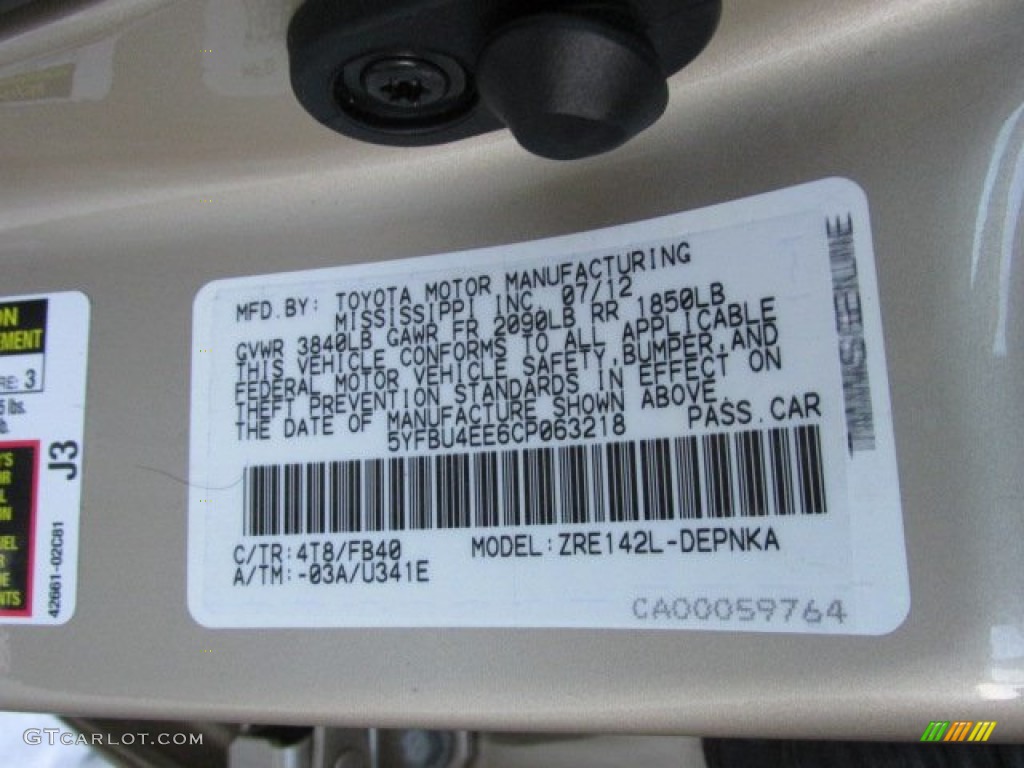 MFD.BY: TOYOTA MOTOR MANUFACTURING
MISSISSIPPI INC. 07/12
GVWR 3840LB GAWR FR 2090LB RR 1850LB
THIS VEHICLE CONFORMS TO ALL APPLICABLE
FEDERAL MOTOR VEHICLE SAFETY,BUMPER,AND
THEFT PREVENTION STANDARDS IN EFFECT ON
THE DATE OF MANUFACTURE SHOWN ABOVE.
5YFBU4EE6CP063218 PASS.CAR
C/TR:4T8/FB40 MODEL:ZRE142L-DEPNKA
A/TM:-03A/U341E
CA00059764
3
lbs.
J3
42661-02C81
GTCARLOT.COM